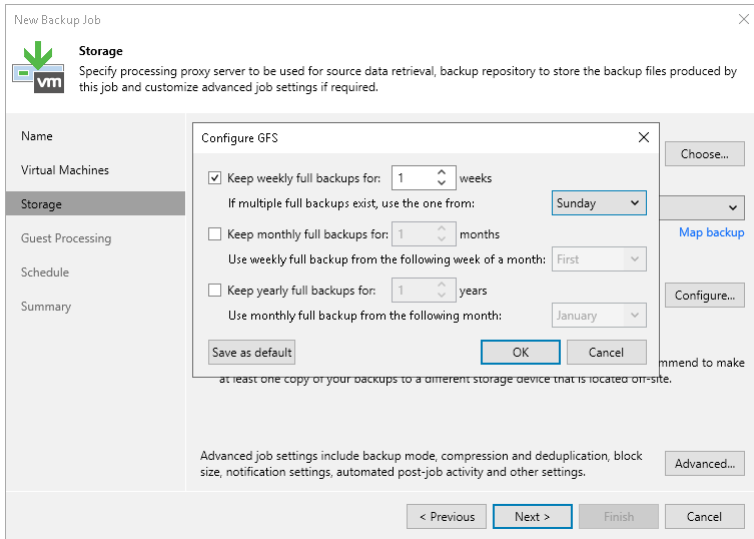 New Backup Job
Storage
Specify processing proxy server to be used for source data retrieval, backup repository to store the backup files produced by
this job and customize advanced job settings if required.
vm
Name
Virtual Machines
Storage
Guest Processing
Schedule
Summary
Configure GFS
Keep weekly full backups for: 1 weeks
If multiple full backups exist, use the one from: Sunday
Keep monthly full backups for: 1 months
Use weekly full backup from the following week of a month: First
Keep yearly full backups for: 1 years
Use monthly full backup from the following month: January
Save as default OK Cancel
Choose...
Map backup
Configure...
mmend to make
at least one copy of your backups to a different storage device that is located off-site.
Advanced job settings include backup mode, compression and deduplication, block
size, notification settings, automated post-job activity and other settings.
Advanced...
< Previous Next > Finish Cancel